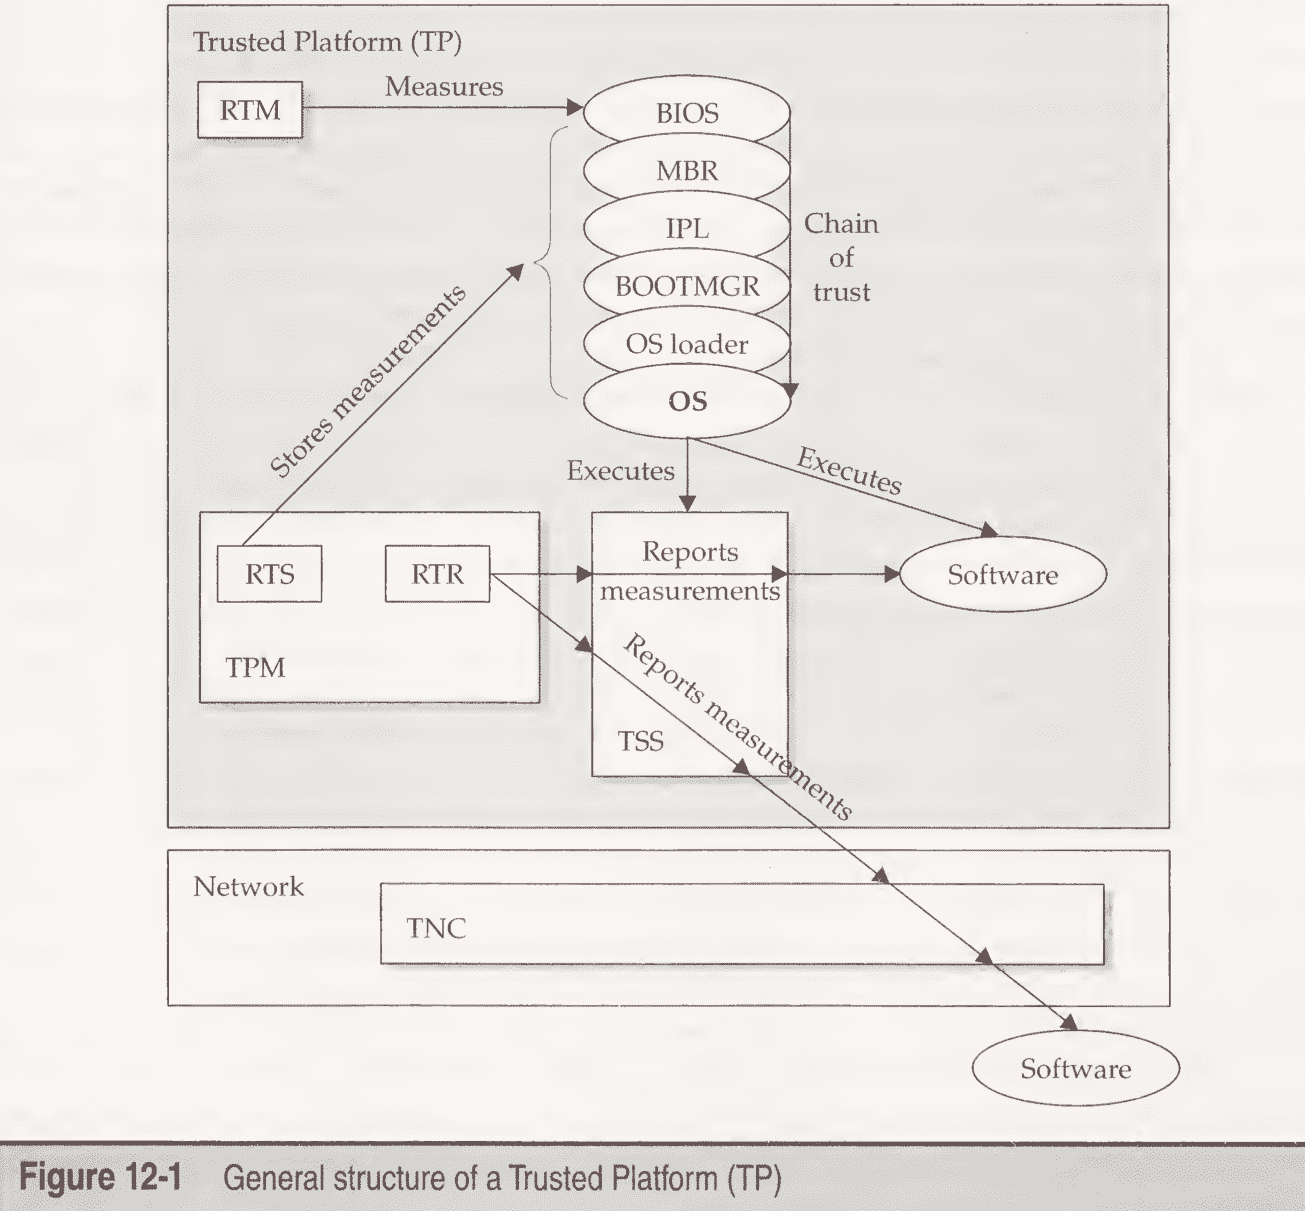 Trusted Platform (TP)
RTM
Measures
BIOS
MBR
IPL
BOOTMGR
OS loader
OS
Chain
of
trust
Stores measurements
Executes
Executes
RTS
RTR
TPM
Reports
measurements
TSS
Software
Reports measurements
Network
TNC
Software
Figure 12-1 General structure of a Trusted Platform (TP)